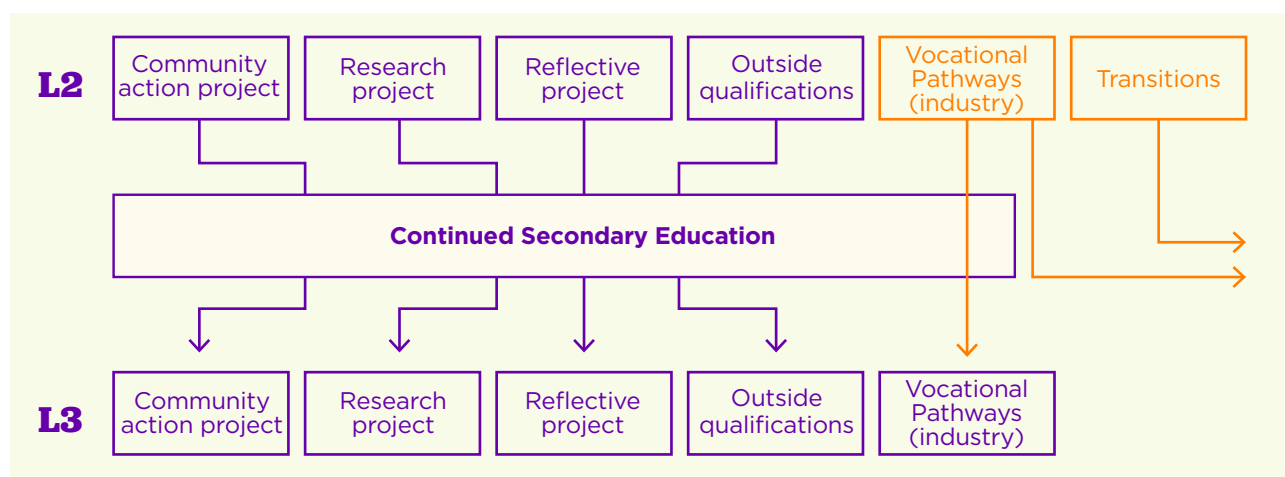 L2
Community
action project
Research
project
Reflective
project
Outside
qualifications
Vocational
Pathways
(industry)
Transitions
Continued Secondary Education
L3
Community
action project
Research
project
Reflective
project
Outside
qualifications
Vocational
Pathways
(industry)